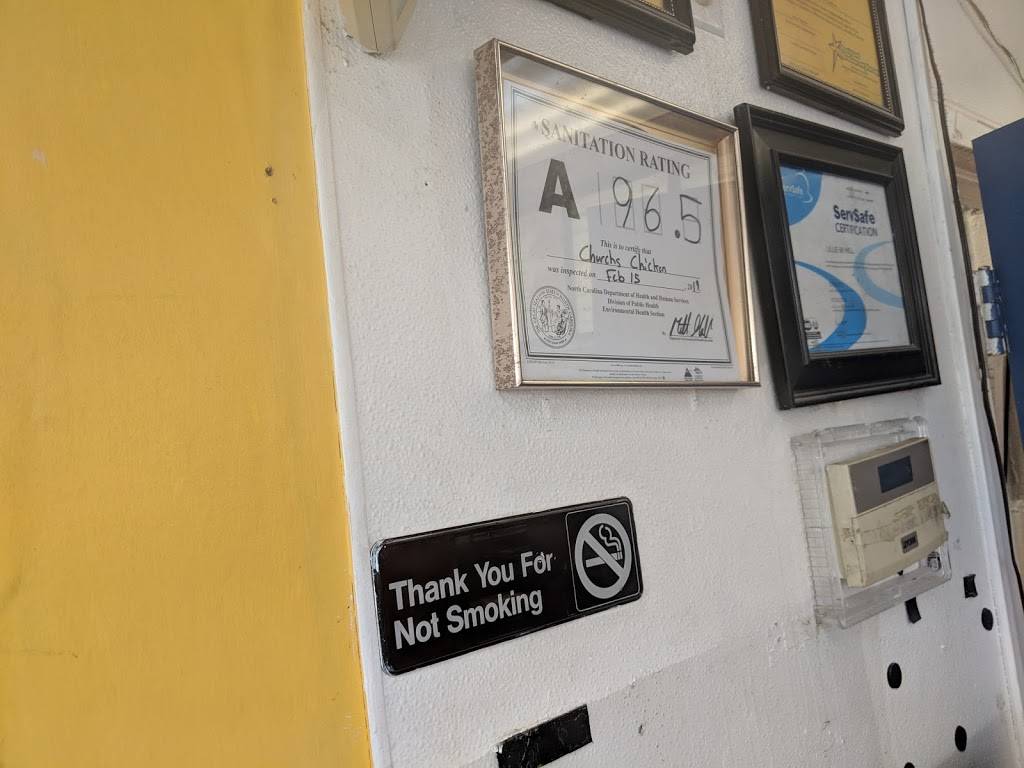 SANITATION RATING
A 96.5
This is to certify that
Churchs Chicken
was inspected on Feb 15 2019
North Carolina Department of Health and Human Services
Division of Public Health
Environmental Health Section
ServSafe
ServSafe
CERTIFICATION
Thank You For
Not Smoking